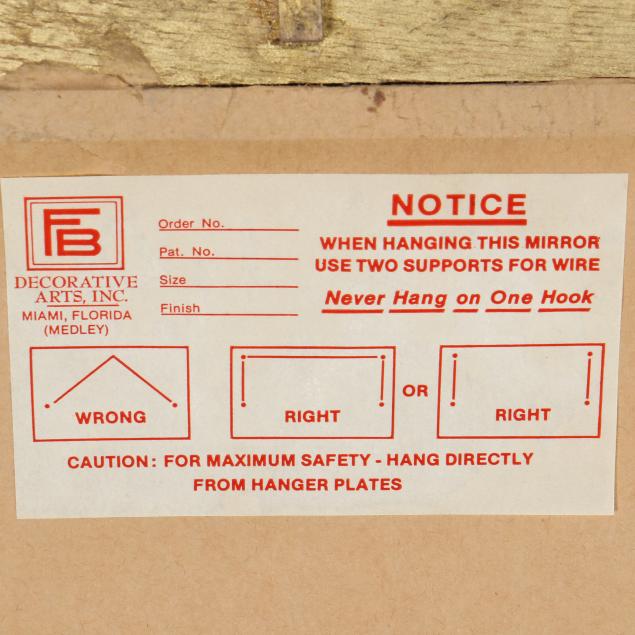 FB
DECORATIVE
ARTS, INC.
MIAMI, FLORIDA
(MEDLEY)
Order No.
Pat. No.
Size
Finish
NOTICE
WHEN HANGING THIS MIRROR
USE TWO SUPPORTS FOR WIRE
Never Hang on One Hook
WRONG
RIGHT
OR
RIGHT
CAUTION: FOR MAXIMUM SAFETY - HANG DIRECTLY
FROM HANGER PLATES